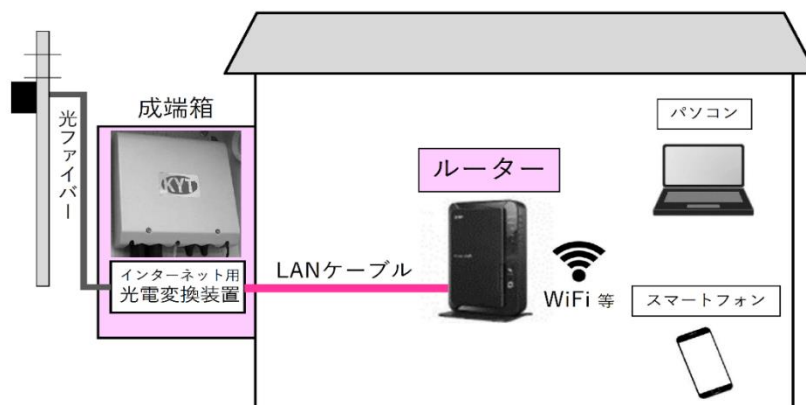 成端箱
光ファイバー
KYT
インターネット用
光電変換装置
LANケーブル
ルーター
WiFi 等
パソコン
スマートフォン